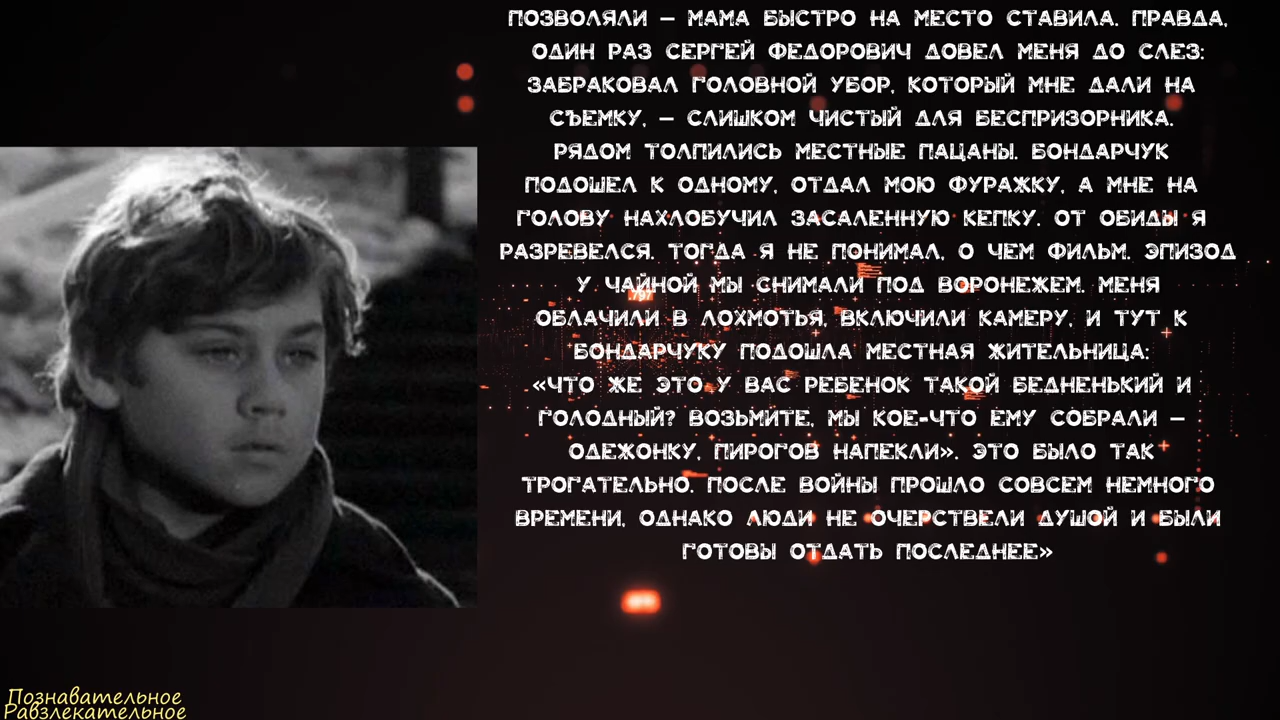 ПОЗВОЛЯЛИ – МАМА БЫСТРО НА МЕСТО СТАВИЛА. ПРАВДА,
ОДИН РАЗ СЕРГЕЙ ФЕДОРОВИЧ ДОВЕЛ МЕНЯ ДО СЛЕЗ:
ЗАБРАКОВАЛ ГОЛОВНОЙ УБОР, КОТОРЫЙ МНЕ ДАЛИ НА
СЪЕМКУ, – СЛИШКОМ ЧИСТЫЙ ДЛЯ БЕСПРИЗОРНИКА.
РЯДОМ ТОЛПИЛИСЬ МЕСТНЫЕ ПАЦАНЫ. БОНДАРЧУК
ПОДОШЕЛ К ОДНОМУ, ОТДАЛ МОЮ ФУРАЖКУ, А МНЕ НА
ГОЛОВУ НАХЛОБУЧИЛ ЗАСАЛЕННУЮ КЕПКУ. ОТ ОБИДЫ Я
РАЗРЕВЕЛСЯ. ТОГДА Я НЕ ПОНИМАЛ, О ЧЕМ ФИЛЬМ. ЭПИЗОД
У ЧАЙНОЙ МЫ СНИМАЛИ ПОД ВОРОНЕЖЕМ. МЕНЯ
ОБЛАЧИЛИ В ЛОХМОТЬЯ, ВКЛЮЧИЛИ КАМЕРУ, И ТУТ К
БОНДАРЧУКУ ПОДОШЛА МЕСТНАЯ ЖИТЕЛЬНИЦА:
«ЧТО ЖЕ ЭТО У ВАС РЕБЕНОК ТАКОЙ БЕДНЕНЬКИЙ И
ГОЛОДНЫЙ? ВОЗЬМИТЕ, МЫ КОЕ-ЧТО ЕМУ СОБРАЛИ –
ОДЕЖОНКУ, ПИРОГОВ НАПЕКЛИ». ЭТО БЫЛО ТАК
ТРОГАТЕЛЬНО. ПОСЛЕ ВОЙНЫ ПРОШЛО СОВСЕМ НЕМНОГО
ВРЕМЕНИ, ОДНАКО ЛЮДИ НЕ ОЧЕРСТВЕЛИ ДУШОЙ И БЫЛИ
ГОТОВЫ ОТДАТЬ ПОСЛЕДНЕЕ»
Познавательное
Равзлекательное